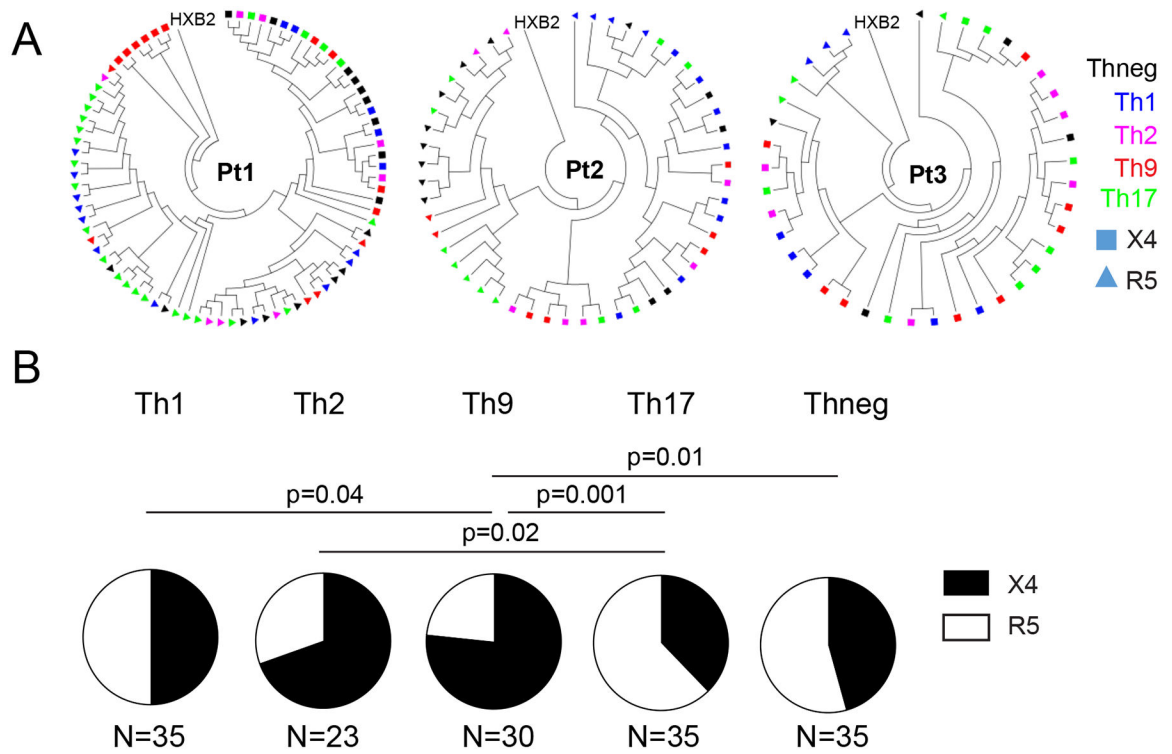 A
HXB2
HXB2
HXB2
Pt1
Pt2
Pt3
Thneg
Th1
Th2
Th9
Th17
X4
R5
B
Th1 Th2 Th9 Th17 Thneg
p=0.01
p=0.04 p=0.001
p=0.02
X4
R5
N=35 N=23 N=30 N=35 N=35